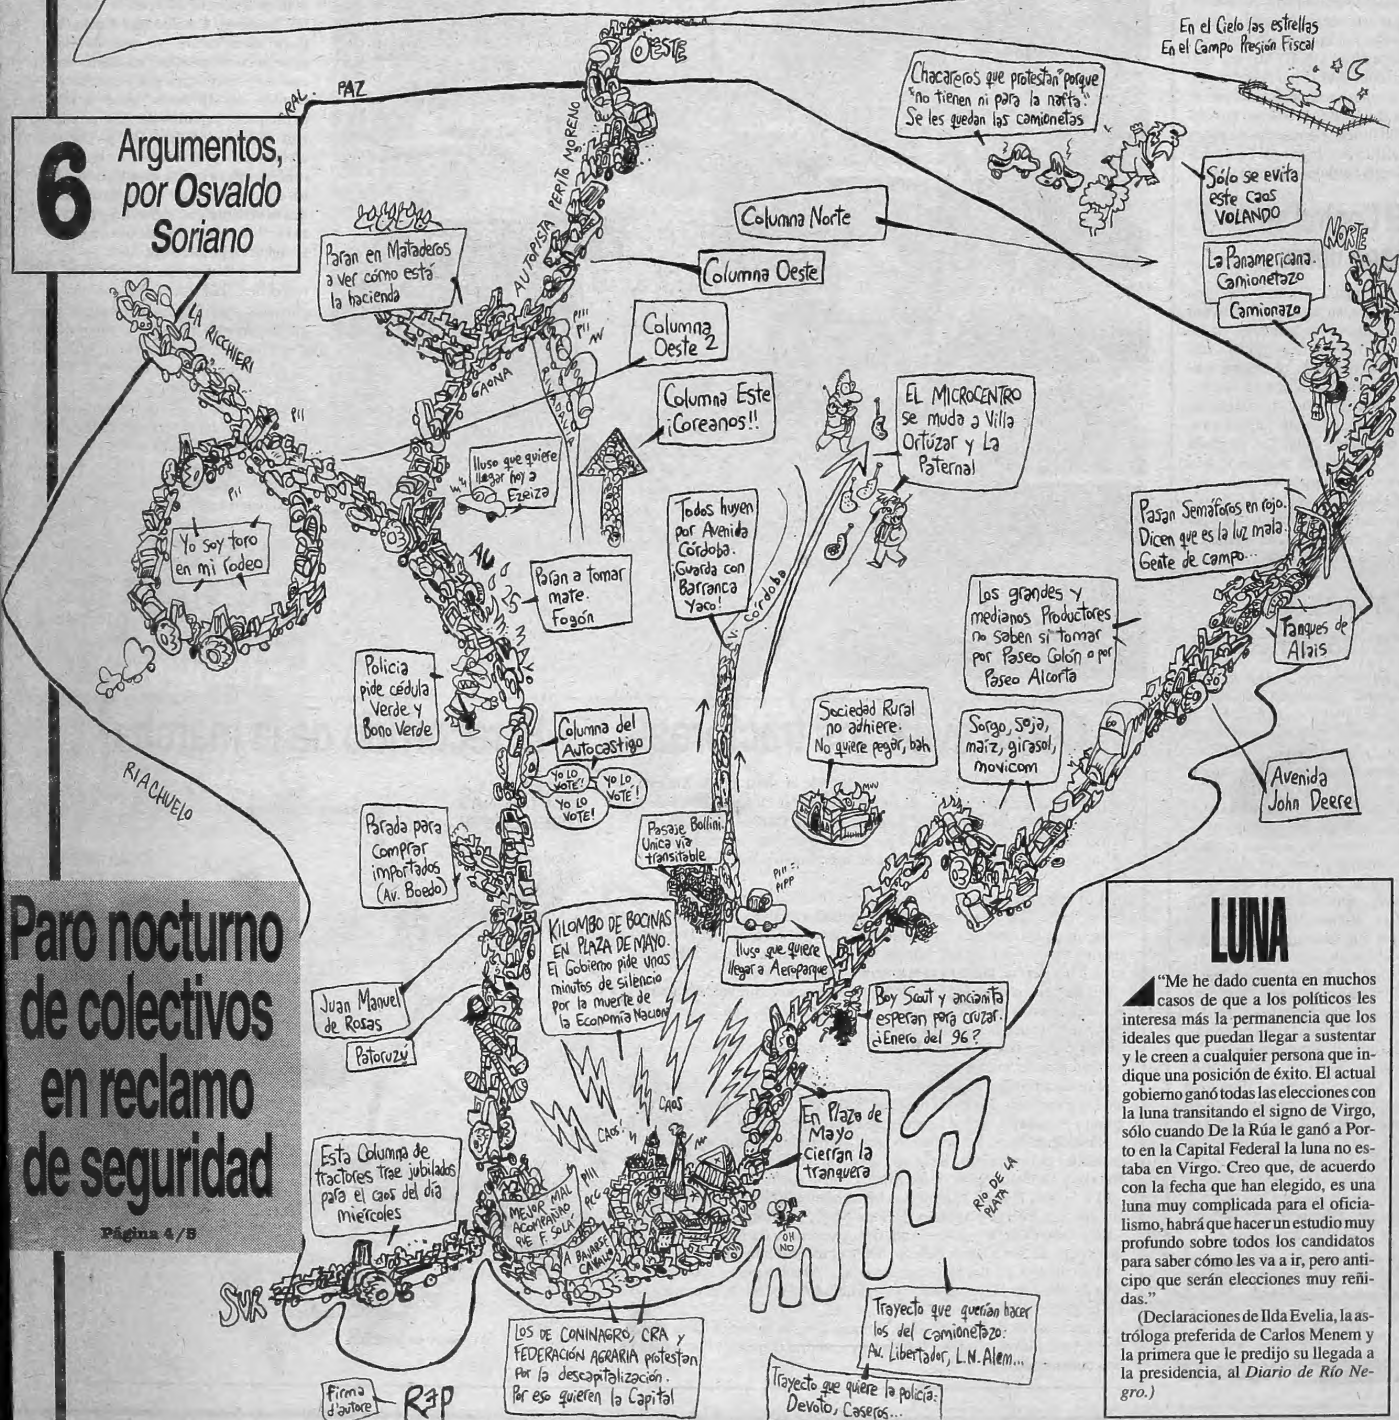 En el Cielo las estrellas
En el Campo Presión Fiscal
OESTE
RAL. PAZ
6
Argumentos,
por Osvaldo
Soriano
Chacareros que protestan porque
"no tienen ni para la nafta"
Se les quedan las camionetas
Sólo se evita
este caos
VOLANDO
NORTE
La Panamericana.
Camionetazo
Camionazo
Columna Norte
AUTOPISTA PERITO MORENO
Paran en Mataderos
a ver cómo está
la hacienda
Columna Oeste
LA RICCHIERI
Columna
Oeste 2
PIII
PII
GAONA
RIVADAVIA
PII
Columna Este
¡Coreanos!!
EL MICROCENTRO
se muda a Villa
Ortúzar y La
Paternal
Iluso que quiere
llegar hoy a
Ezeiza
PII
Yo soy toro
en mi rodeo
Todos huyen
por Avenida
Córdoba.
¡Guarda con
Barranca
Yaco!
Pasan Semáforos en rojo.
Dicen que es la luz mala.
Gente de campo...
AU
25
MAYO
Paran a tomar
mate.
Fogón
Córdoba
Los grandes y
medianos Productores
no saben si tomar
por Paseo Colón o por
Paseo Alcorta
Tanques de
Alais
Policía
pide cédula
Verde y
Bono Verde
Columna del
Autocastigo
YO LO
VOTÉ!
YO LO
VOTÉ!
YO LO
VOTE!
Sociedad Rural
no adhiere.
No quiere pegar, bah
Sorgo, soja,
maíz, girasol,
movicom
Avenida
John Deere
RIACHUELO
Parada para
comprar
importados
(Av. Boedo)
Pasaje Bollini.
Unica vía
transitable
PIII
PIPP
Paro nocturno
de colectivos
en reclamo
de seguridad
Página 4/5
KILOMBO DE BOCINAS
EN PLAZA DE MAYO.
El Gobierno pide unos
minutos de silencio
por la muerte de
la Economía Nacional
Iluso que quiere
llegar a Aeroparque
Juan Manuel
de Rosas
Patoruzú
Boy Scout y ancianita
esperan para cruzar.
¿Enero del 96?
CAOS
CAOS!
En Plaza de
Mayo
cierran la
tranquera
Esta Columna de
tractores trae jubilados
para el caos del día
miércoles
MEJOR MAL
ACOMPAÑAO
QUE F. SOLÁ
PIII
A BAJARSE
CAVALLO
OH
NO
RÍO DE LA
PLATA
SUR
LOS DE CONINAGRO, CRA y
FEDERACIÓN AGRARIA protestan
Por la descapitalización.
Por eso quieren la Capital
Trayecto que querían hacer
los del camionetazo:
Av. Libertador, L.N. Alem...
Trayecto que quiere la policía:
Devoto, Caseros...
firma
d'autore
REP
LUNA
"Me he dado cuenta en muchos
casos de que a los políticos les
interesa más la permanencia que los
ideales que puedan llegar a sustentar
y le creen a cualquier persona que in-
dique una posición de éxito. El actual
gobierno ganó todas las elecciones con
la luna transitando el signo de Virgo,
sólo cuando De la Rúa le ganó a Por-
to en la Capital Federal la luna no es-
taba en Virgo. Creo que, de acuerdo
con la fecha que han elegido, es una
luna muy complicada para el oficia-
lismo, habrá que hacer un estudio muy
profundo sobre todos los candidatos
para saber cómo les va a ir, pero anti-
cipo que serán elecciones muy reñi-
das."
(Declaraciones de Ilda Evelia, la as-
tróloga preferida de Carlos Menem y
la primera que le predijo su llegada a
la presidencia, al Diario de Río Ne-
gro.)